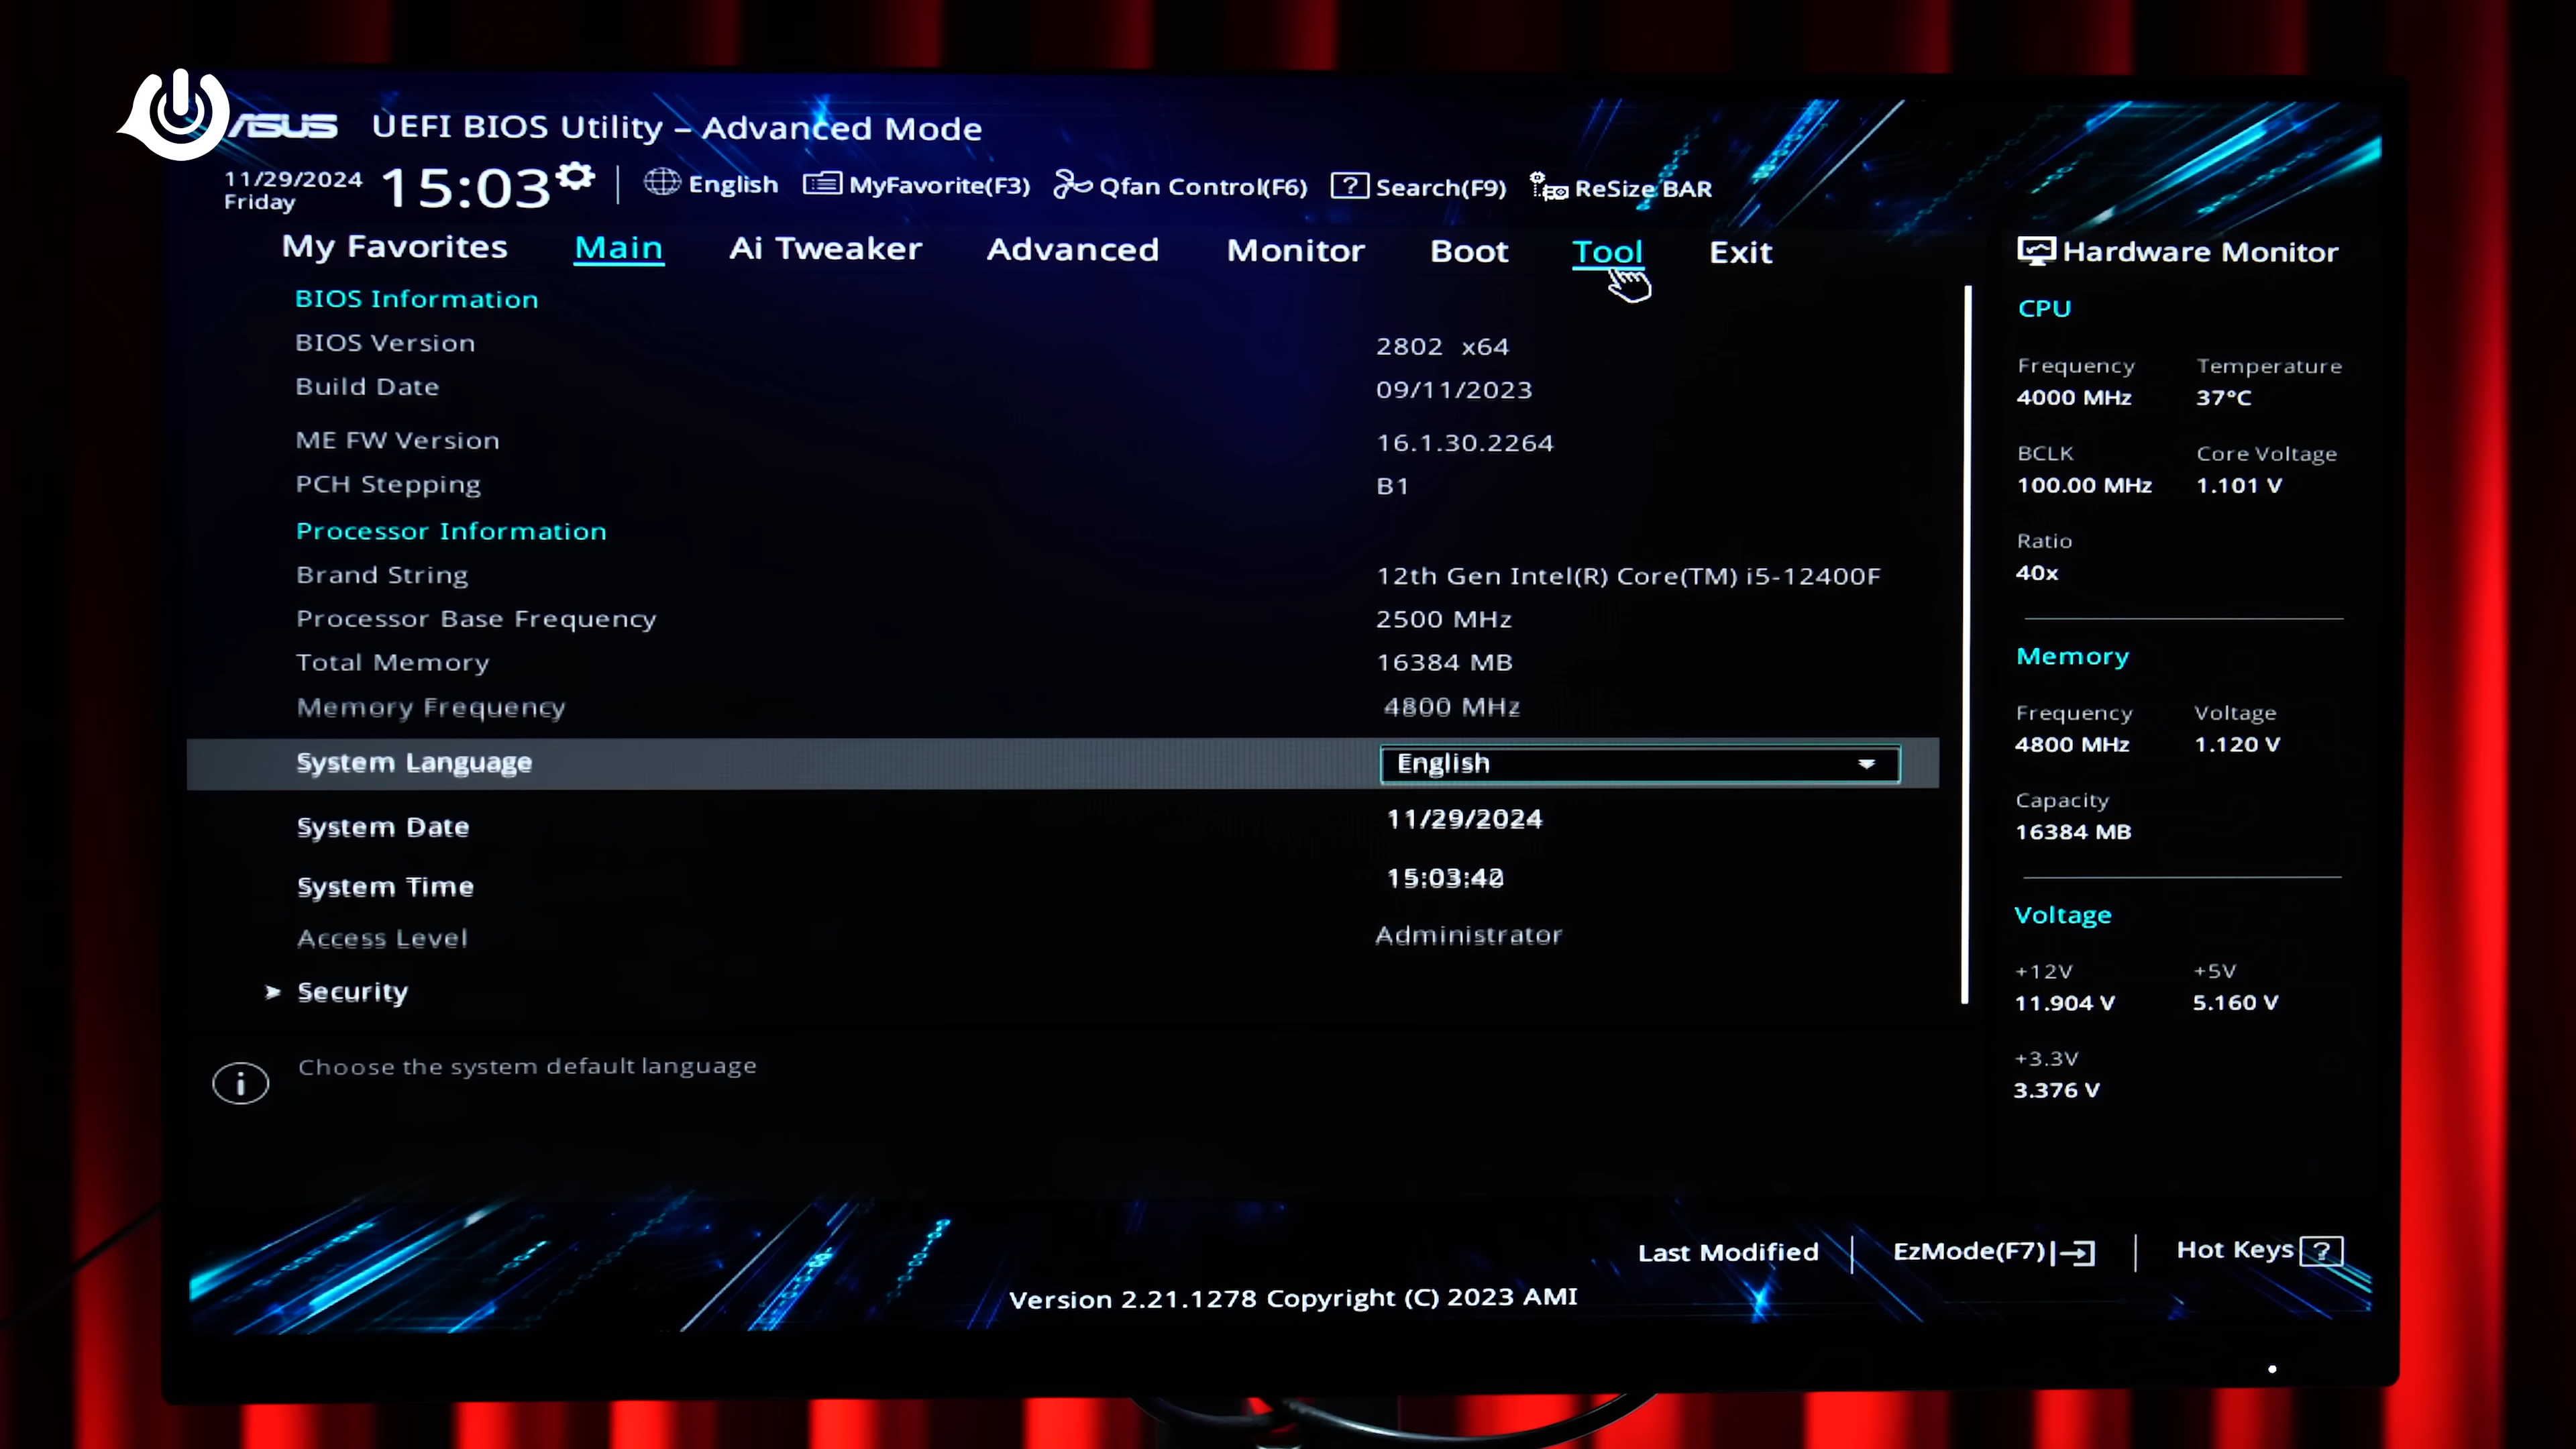 ASUS UEFI BIOS Utility – Advanced Mode
11/29/2024
Friday
15:03
English
MyFavorite(F3)
Qfan Control(F6)
? Search(F9)
ReSize BAR
My Favorites Main Ai Tweaker Advanced Monitor Boot Tool Exit
BIOS Information
BIOS Version 2802 x64
Build Date 09/11/2023
ME FW Version 16.1.30.2264
PCH Stepping B1
Processor Information
Brand String 12th Gen Intel(R) Core(TM) i5-12400F
Processor Base Frequency 2500 MHz
Total Memory 16384 MB
Memory Frequency 4800 MHz
System Language English
System Date 11/29/2024
System Time
Access Level Administrator
Security
i Choose the system default language
Hardware Monitor
CPU
Frequency Temperature
4000 MHz 37°C
BCLK Core Voltage
100.00 MHz 1.101 V
Ratio
40x
Memory
Frequency Voltage
4800 MHz 1.120 V
Capacity
16384 MB
Voltage
+12V +5V
11.904 V 5.160 V
+3.3V
3.376 V
Last Modified EzMode(F7) Hot Keys ?
Version 2.21.1278 Copyright (C) 2023 AMI